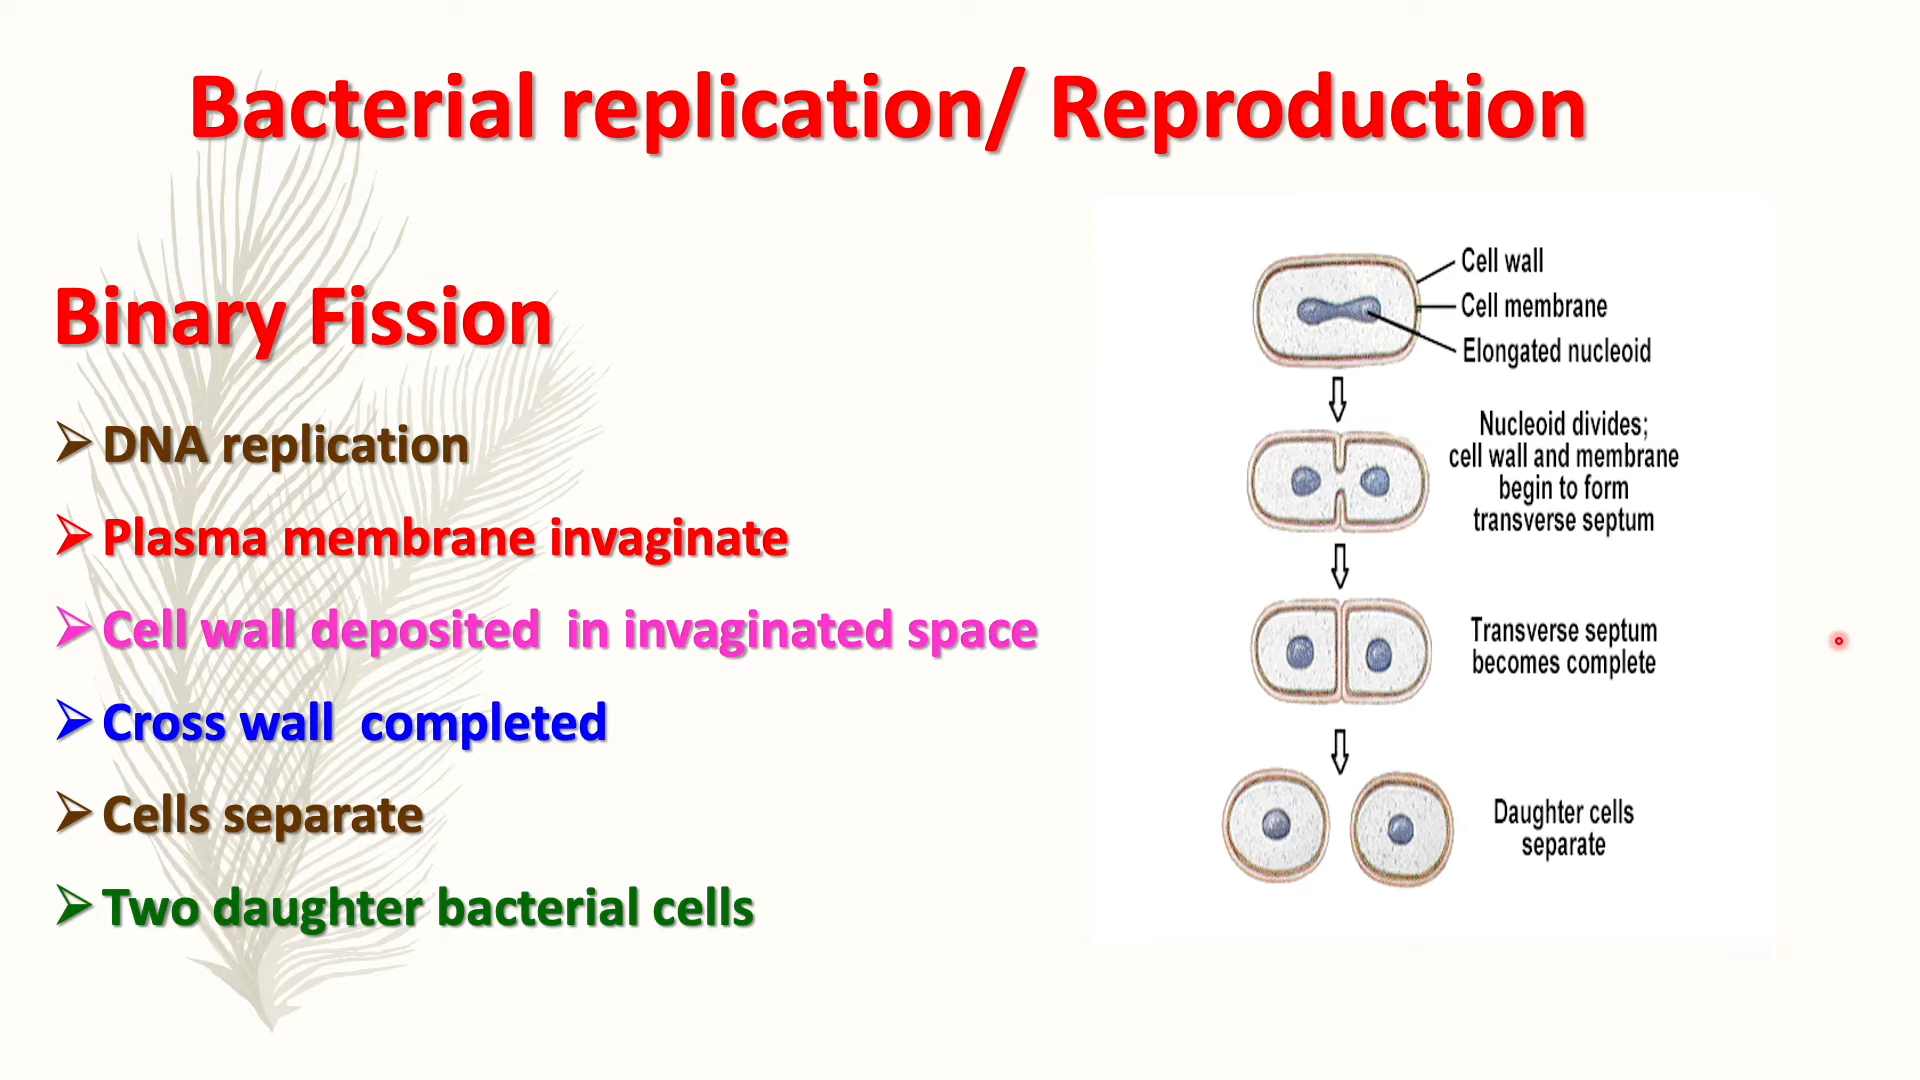 Bacterial replication/ Reproduction
Binary Fission
DNA replication
Plasma membrane invaginate
Cell wall deposited  in invaginated space
Cross wall  completed
Cells separate
Two daughter bacterial cells
Cell wall
Cell membrane
Elongated nucleoid
Nucleoid divides;
cell wall and membrane
begin to form
transverse septum
Transverse septum
becomes complete
Daughter cells
separate